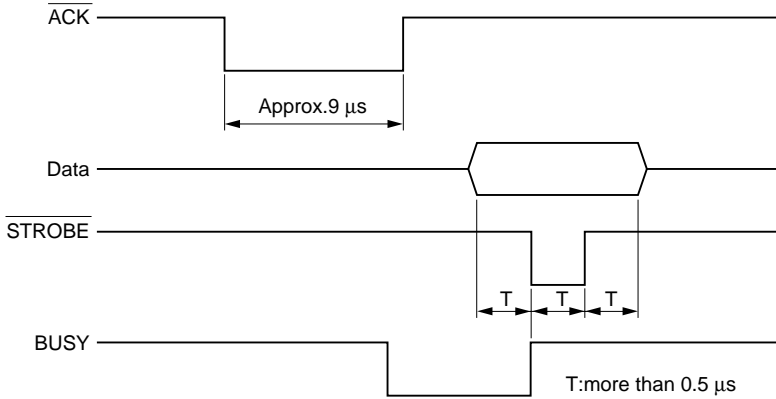 ACK
Approx.9 μs
Data
STROBE
T T T
BUSY
T:more than 0.5 μs